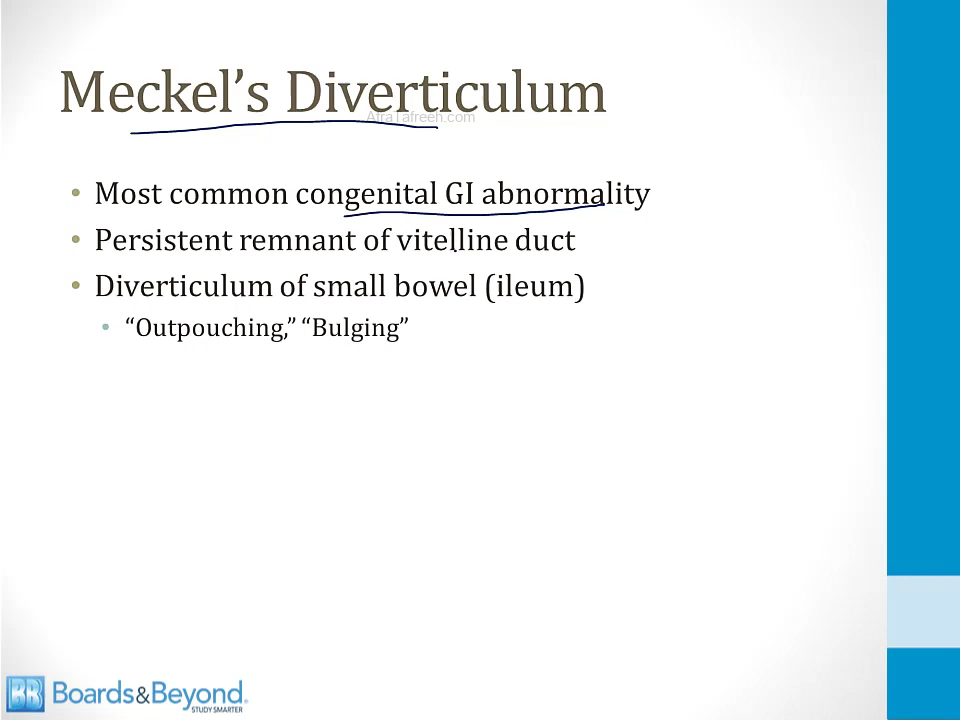 Meckel’s Diverticulum
AfraTafreeh.com
• Most common congenital GI abnormality
• Persistent remnant of vitelline duct
• Diverticulum of small bowel (ileum)
• “Outpouching,” “Bulging”
BB Boards&Beyond.
STUDY SMARTER